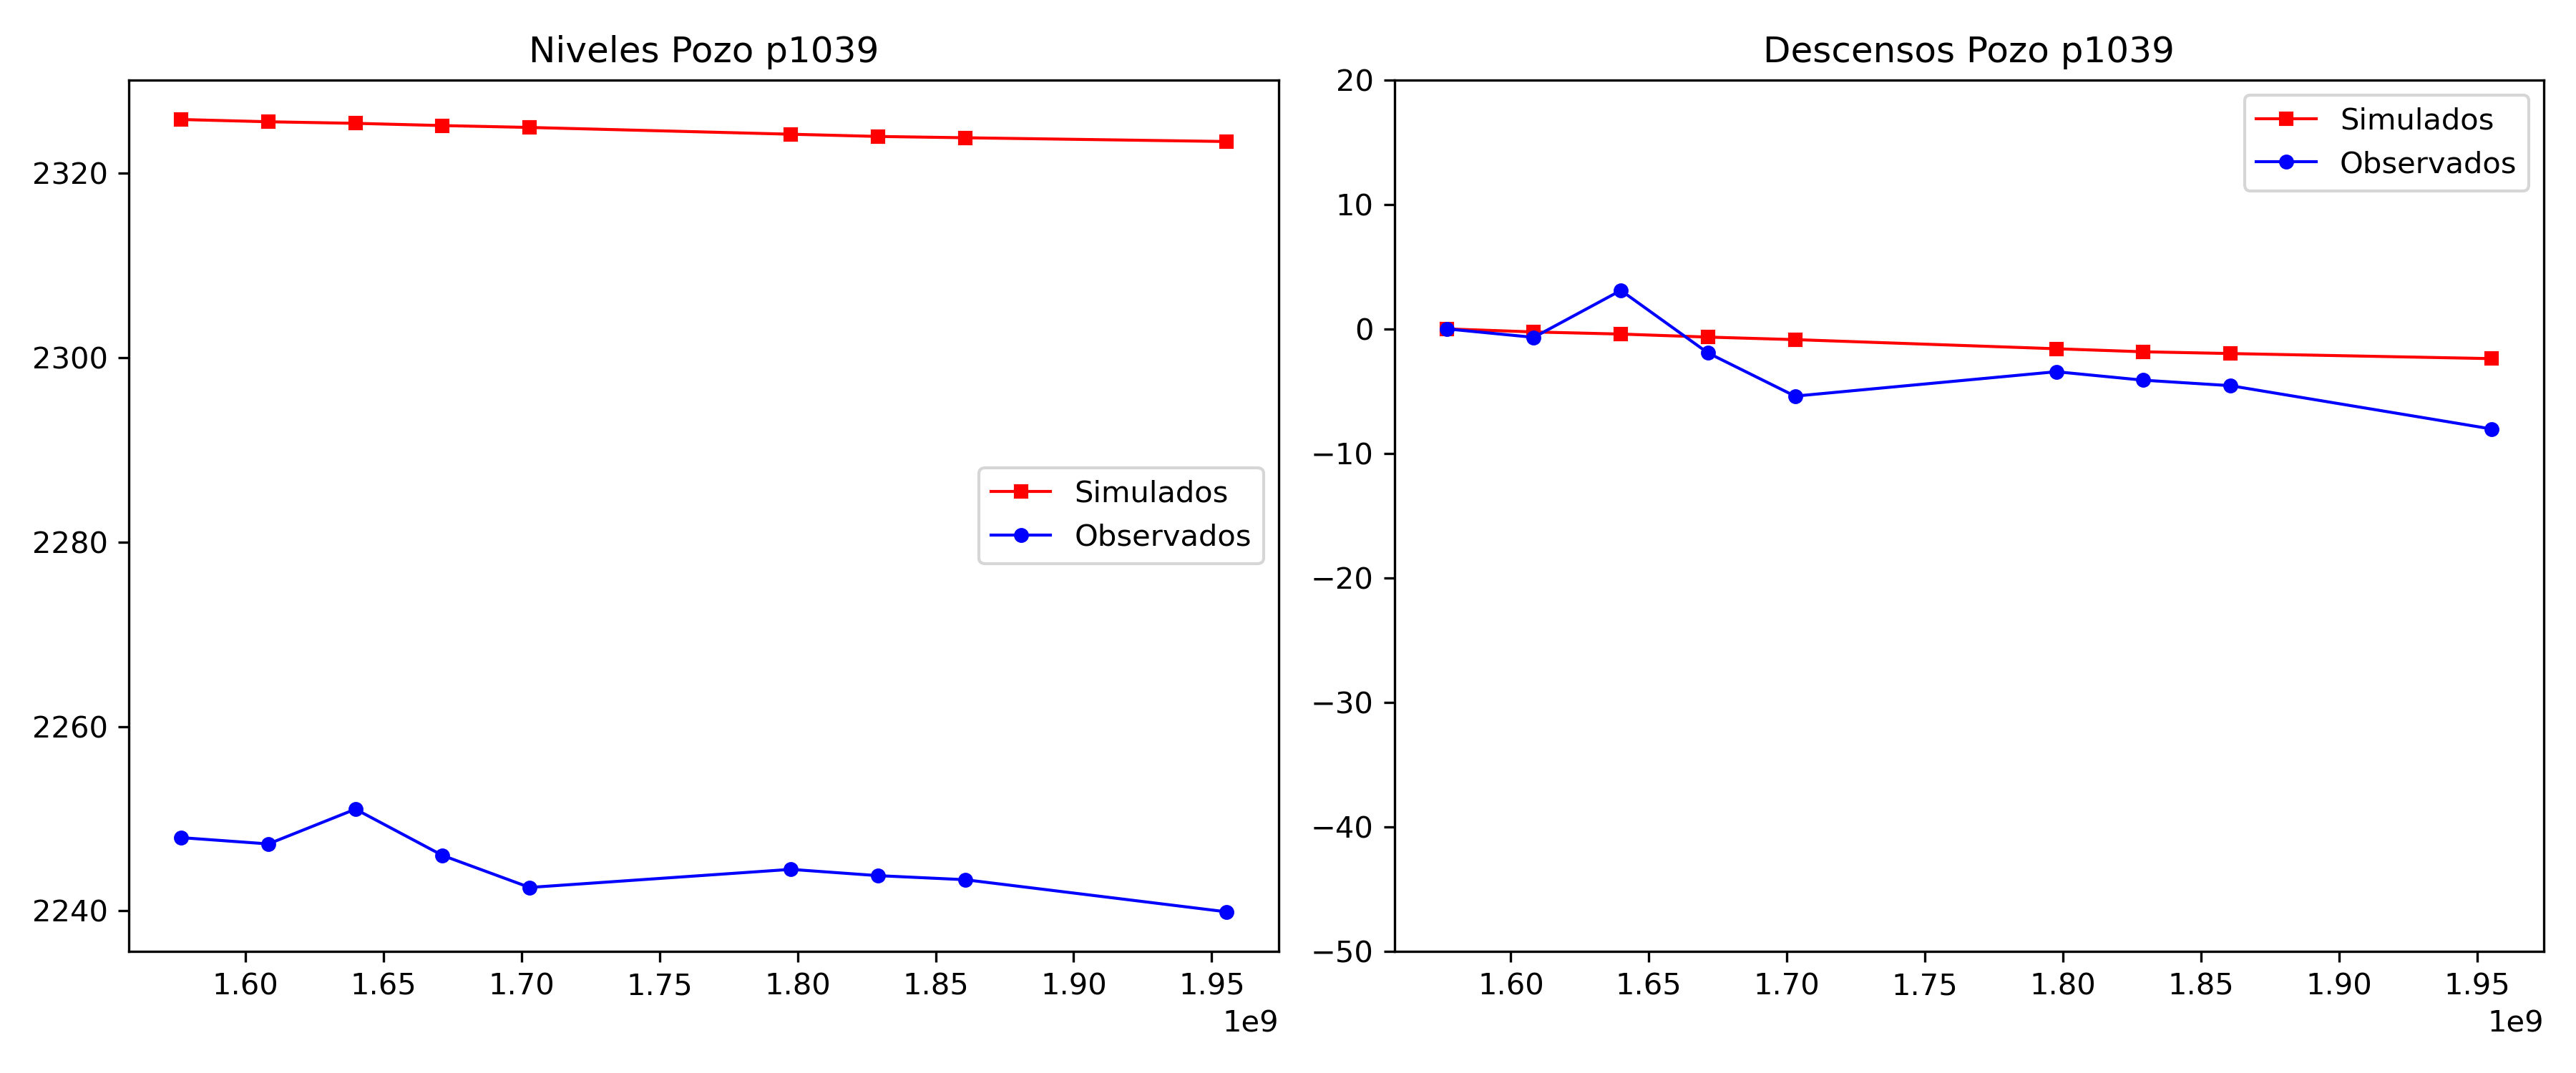 Niveles Pozo p1039
2320
2300
2280
2260
2240
Simulados
Observados
1.60 1.65 1.70 1.75 1.80 1.85 1.90 1.95
1e9
Descensos Pozo p1039
20
10
0
−10
−20
−30
−40
−50
Simulados
Observados
1.60 1.65 1.70 1.75 1.80 1.85 1.90 1.95
1e9